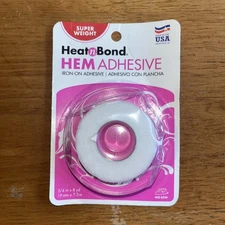 SUPER
WEIGHT
USA
HeatnBond
HEM ADHESIVE
IRON-ON ADHESIVE | ADHESIVO CON PLANCHA